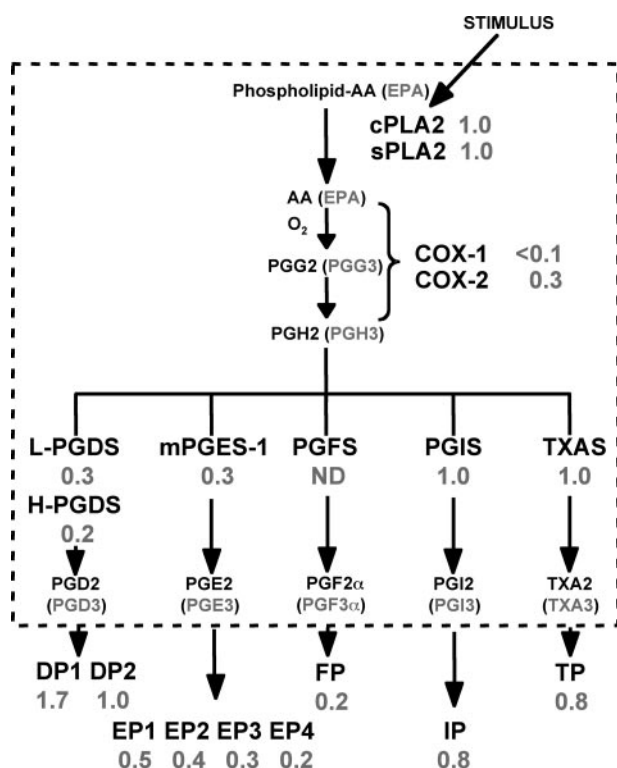 STIMULUS
Phospholipid-AA (EPA)
cPLA2 1.0
sPLA2 1.0
AA (EPA)
O₂
PGG2 (PGG3)
COX-1 <0.1
COX-2 0.3
PGH2 (PGH3)
L-PGDS mPGES-1 PGFS PGIS TXAS
0.3 0.3 ND 1.0 1.0
H-PGDS
0.2
PGD2 PGE2 PGF2α PGI2 TXA2
(PGD3) (PGE3) (PGF3α) (PGI3) (TXA3)
DP1 DP2 FP TP
1.7 1.0 0.2 0.8
EP1 EP2 EP3 EP4 IP
0.5 0.4 0.3 0.2 0.8